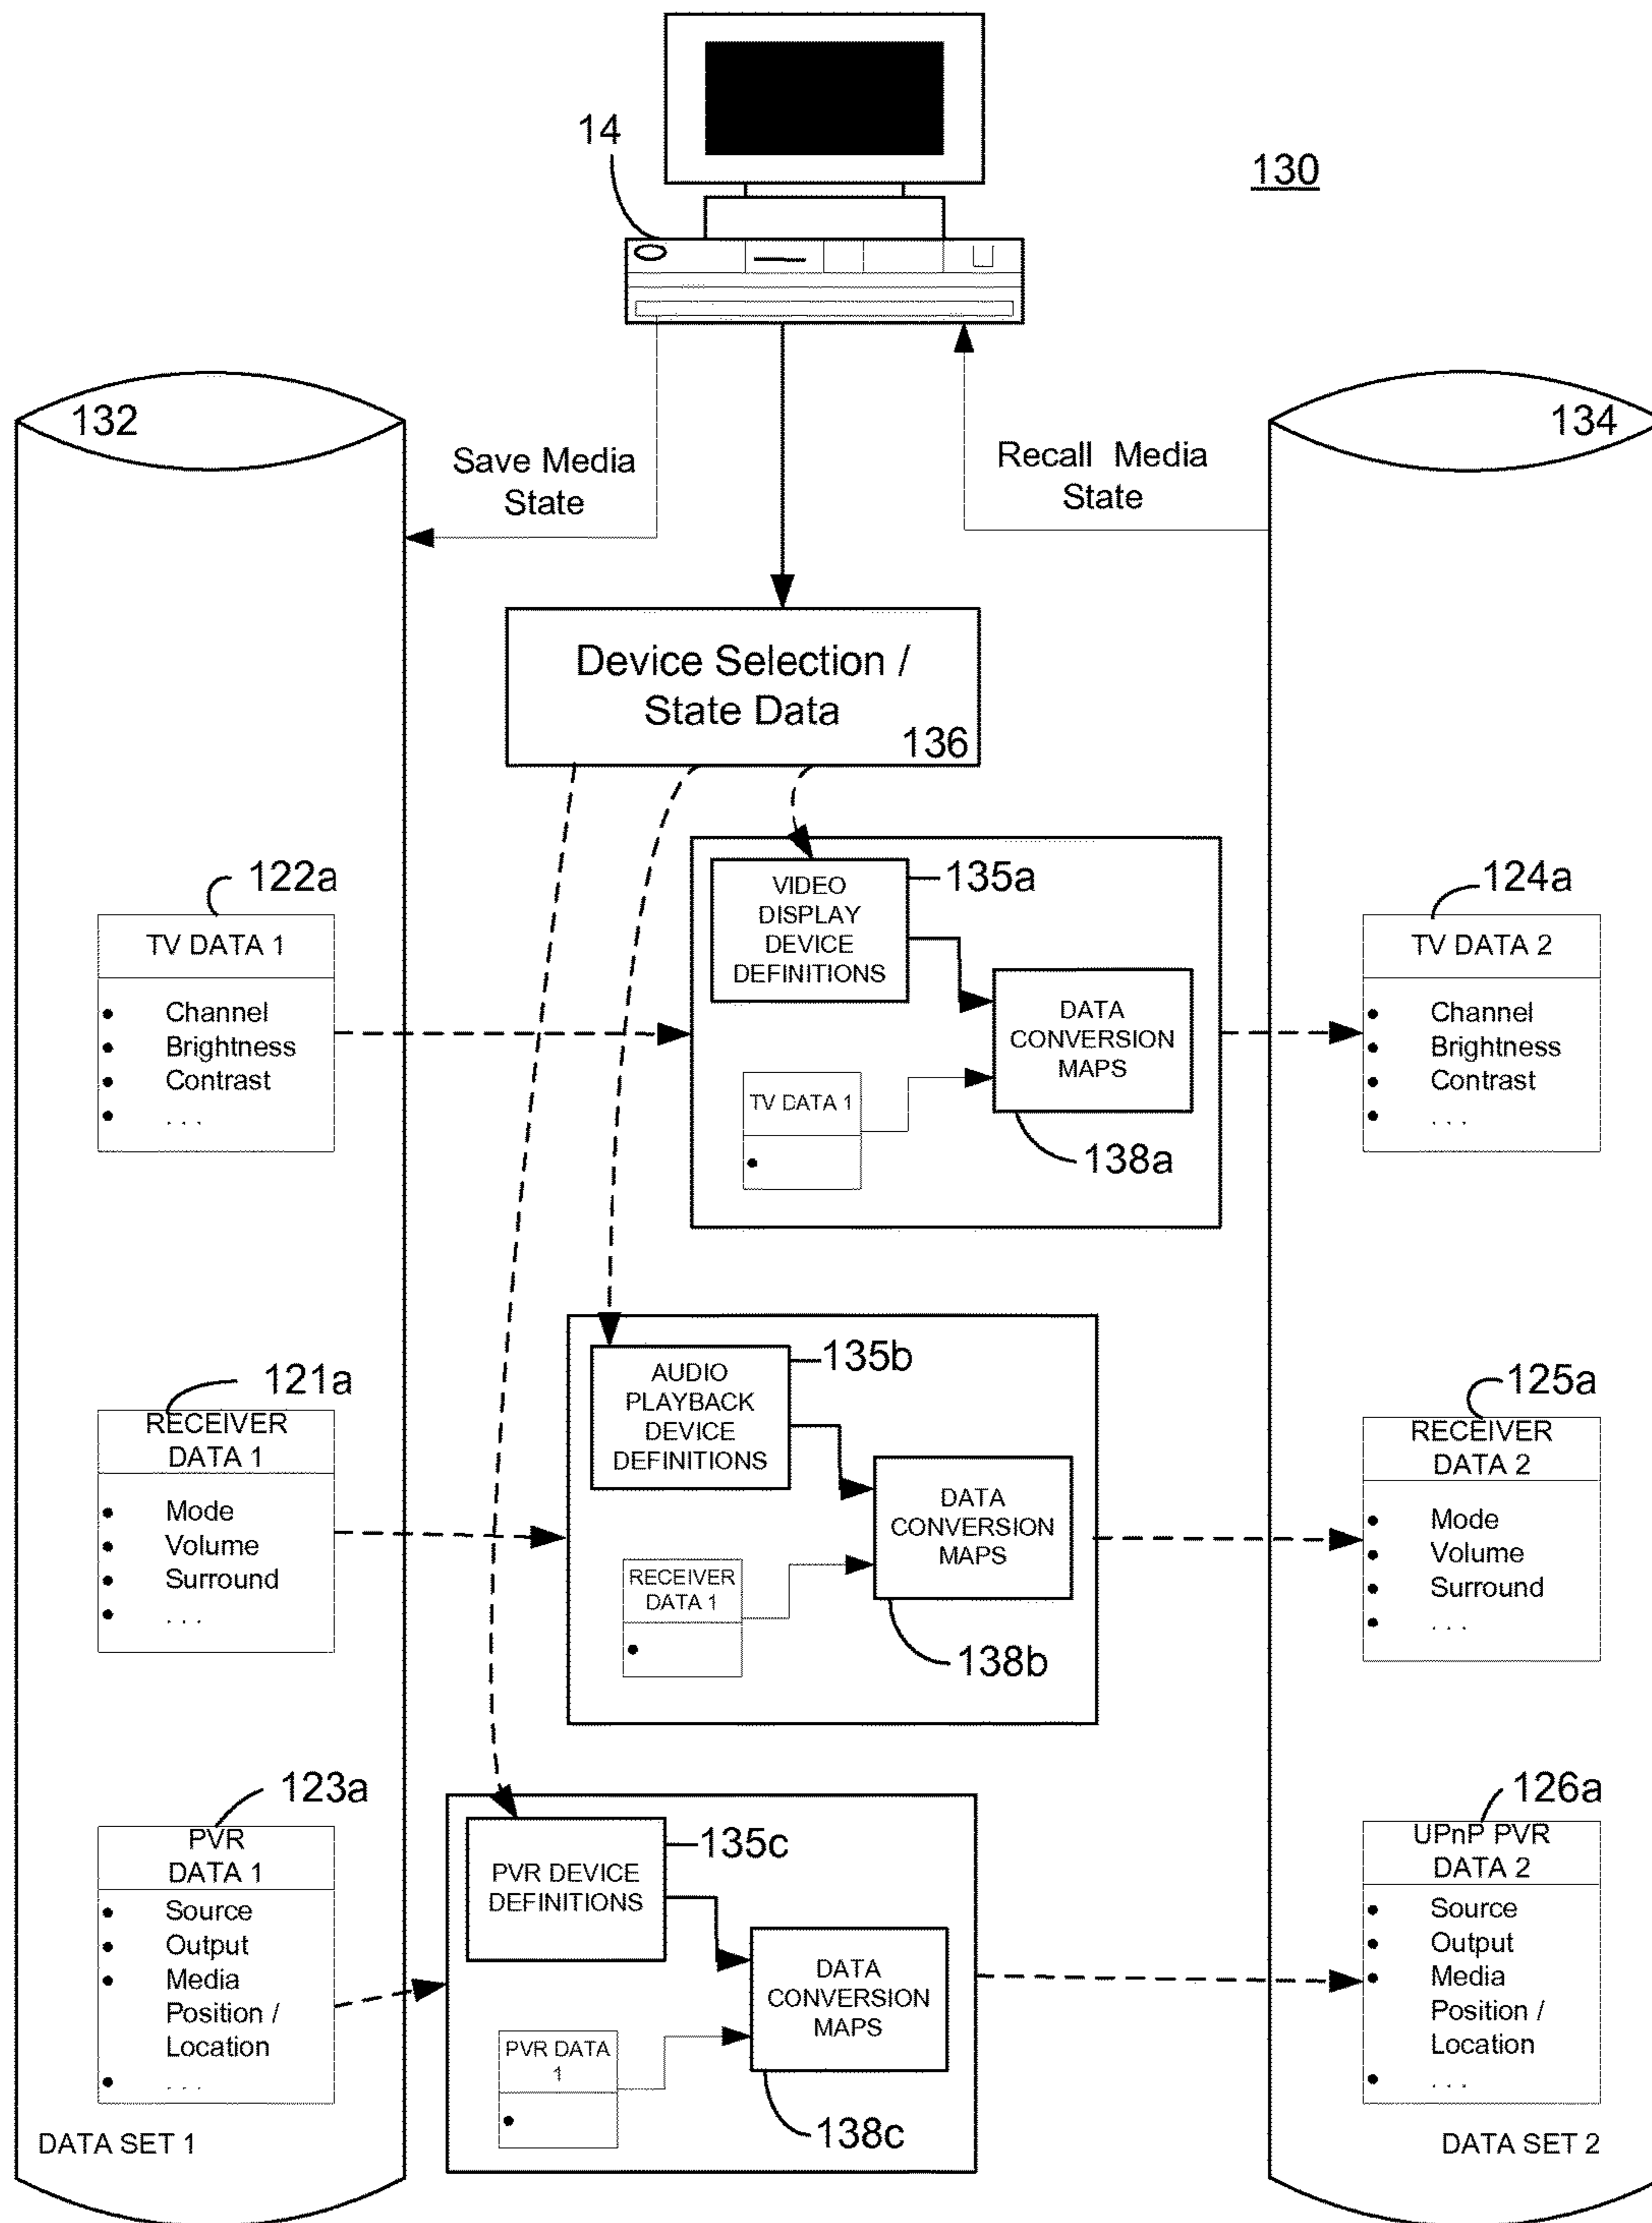 14
130
132
134
Save Media
State
Recall Media
State
Device Selection /
State Data
136
122a
TV DATA 1
Channel
Brightness
Contrast
. . .
VIDEO
DISPLAY
DEVICE
DEFINITIONS
135a
DATA
CONVERSION
MAPS
TV DATA 1
138a
124a
TV DATA 2
Channel
Brightness
Contrast
. . .
121a
RECEIVER
DATA 1
Mode
Volume
Surround
. . .
AUDIO
PLAYBACK
DEVICE
DEFINITIONS
135b
DATA
CONVERSION
MAPS
RECEIVER
DATA 1
138b
125a
RECEIVER
DATA 2
Mode
Volume
Surround
. . .
123a
PVR
DATA 1
Source
Output
Media
Position /
Location
. . .
PVR DEVICE
DEFINITIONS
135c
DATA
CONVERSION
MAPS
PVR DATA
1
138c
126a
UPnP PVR
DATA 2
Source
Output
Media
Position /
Location
. . .
DATA SET 1
DATA SET 2